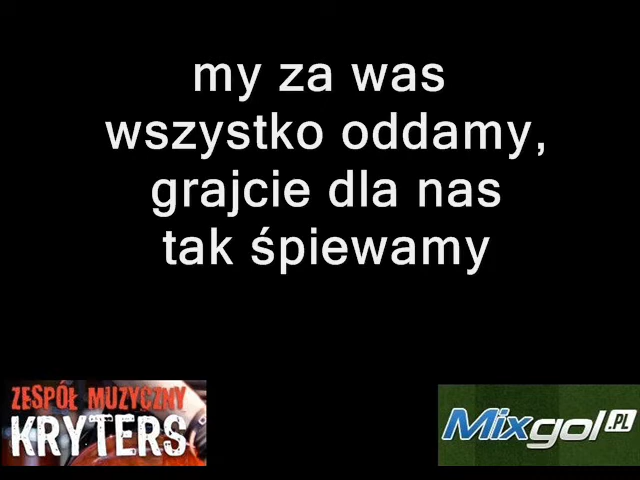 my za was
wszystko oddamy,
grajcie dla nas
tak śpiewamy
ZESPÓŁ MUZYCZNY
KRYTERS
Mixgol.PL